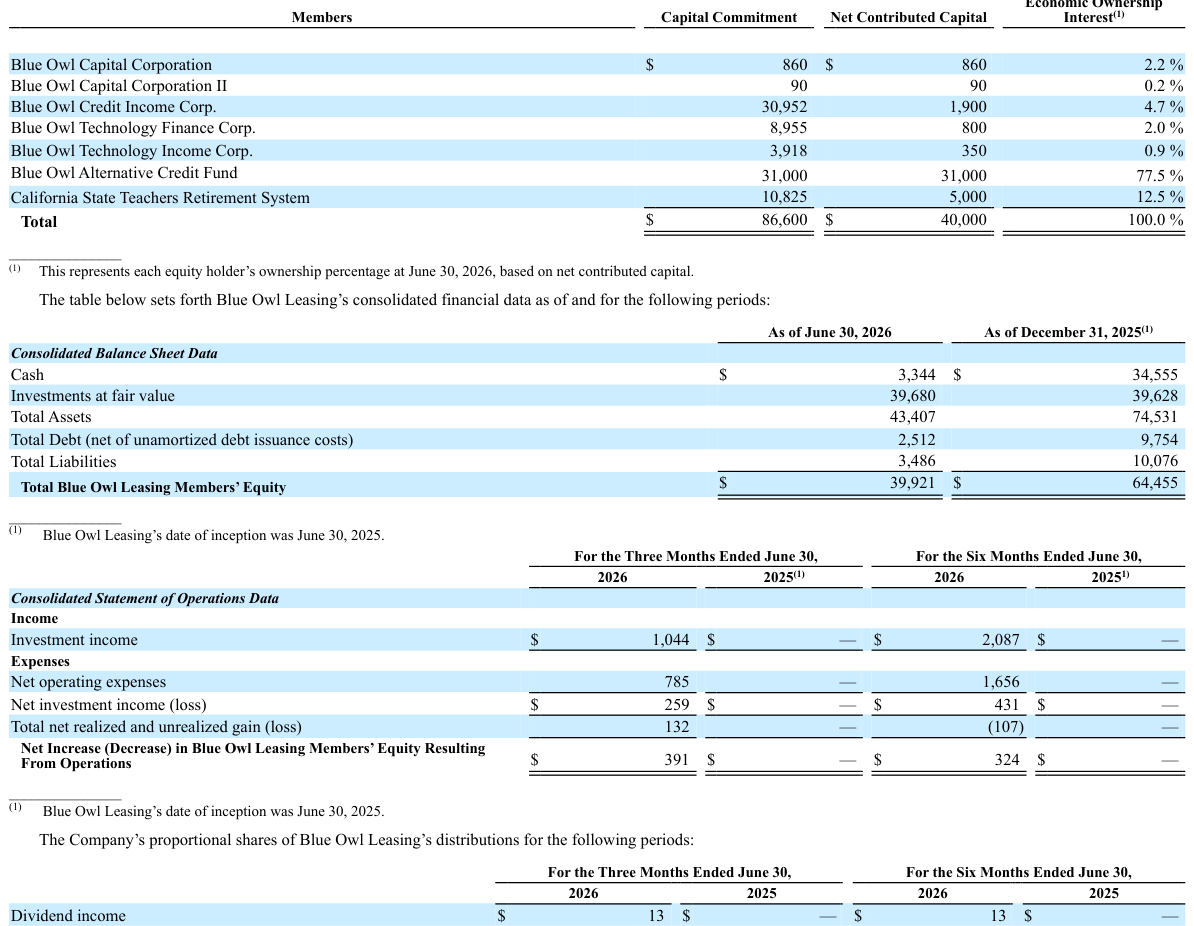 Economic Ownership
Members Capital Commitment Net Contributed Capital Interest(1)
Blue Owl Capital Corporation $ 860 $ 860 2.2 %
Blue Owl Capital Corporation II 90 90 0.2 %
Blue Owl Credit Income Corp. 30,952 1,900 4.7 %
Blue Owl Technology Finance Corp. 8,955 800 2.0 %
Blue Owl Technology Income Corp. 3,918 350 0.9 %
Blue Owl Alternative Credit Fund 31,000 31,000 77.5 %
California State Teachers Retirement System 10,825 5,000 12.5 %
Total $ 86,600 $ 40,000 100.0 %
(1) This represents each equity holder’s ownership percentage at June 30, 2026, based on net contributed capital.
The table below sets forth Blue Owl Leasing’s consolidated financial data as of and for the following periods:
As of June 30, 2026 As of December 31, 2025(1)
Consolidated Balance Sheet Data
Cash $ 3,344 $ 34,555
Investments at fair value 39,680 39,628
Total Assets 43,407 74,531
Total Debt (net of unamortized debt issuance costs) 2,512 9,754
Total Liabilities 3,486 10,076
Total Blue Owl Leasing Members’ Equity $ 39,921 $ 64,455
(1) Blue Owl Leasing’s date of inception was June 30, 2025.
For the Three Months Ended June 30, For the Six Months Ended June 30,
2026 2025(1) 2026 20251)
Consolidated Statement of Operations Data
Income
Investment income $ 1,044 $ — $ 2,087 $ —
Expenses
Net operating expenses 785 — 1,656 —
Net investment income (loss) $ 259 $ — $ 431 $ —
Total net realized and unrealized gain (loss) 132 — (107) —
Net Increase (Decrease) in Blue Owl Leasing Members’ Equity Resulting
From Operations $ 391 $ — $ 324 $ —
(1) Blue Owl Leasing’s date of inception was June 30, 2025.
The Company’s proportional shares of Blue Owl Leasing’s distributions for the following periods:
For the Three Months Ended June 30, For the Six Months Ended June 30,
2026 2025 2026 2025
Dividend income $ 13 $ — $ 13 $ —